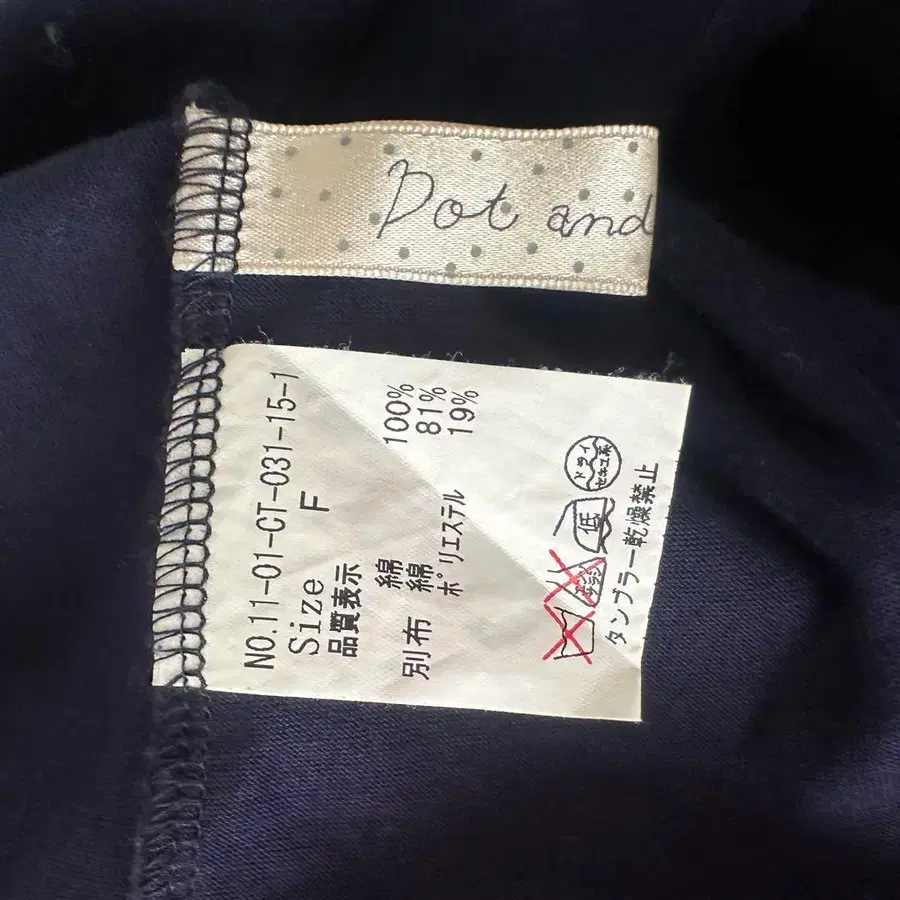 Dot and
NO.11-01-CT-031-15-1
Size F
品質表示
綿 100%
別布 綿 81%
ポリエステル 19%
ドライ
セキユ系
低
タンブラー乾燥禁止